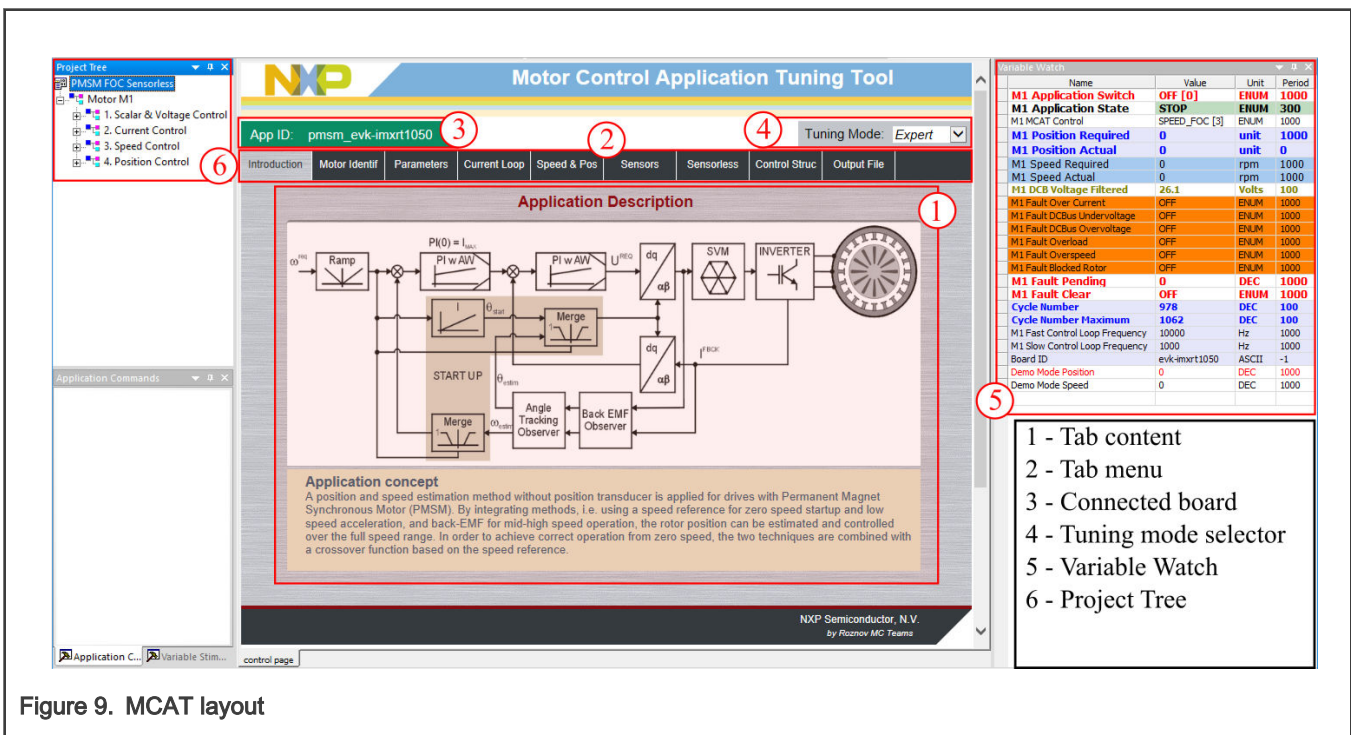 Project Tree
PMSM FOC Sensorless
Motor M1
1. Scalar & Voltage Control
2. Current Control
3. Speed Control
4. Position Control
6
Application Commands
Application C...
Variable Stim...
NXP
Motor Control Application Tuning Tool
App ID: pmsm_evk-imxrt1050
3
2
4
Tuning Mode: Expert
Introduction Motor Identif Parameters Current Loop Speed & Pos Sensors Sensorless Control Struc Output File
1
Application Description
PI(0) = I
ω
Ramp
PI w AW
PI w AW
U^REQ
dq
αβ
SVM
INVERTER
I
θ_start
Merge
1
dq
αβ
I^FBCK
START UP
θ_estim
Merge
1
ω_estim
Angle
Tracking
Observer
Back EMF
Observer
Application concept
A position and speed estimation method without position transducer is applied for drives with Permanent Magnet
Synchronous Motor (PMSM). By integrating methods, i.e. using a speed reference for zero speed startup and low
speed acceleration, and back-EMF for mid-high speed operation, the rotor position can be estimated and controlled
over the full speed range. In order to achieve correct operation from zero speed, the two techniques are combined with
a crossover function based on the speed reference.
NXP Semiconductor, N.V.
by Roznov MC Teams
control page
Variable Watch
Name Value Unit Period
M1 Application Switch OFF [0] ENUM 1000
M1 Application State STOP ENUM 300
M1 MCAT Control SPEED_FOC [3] ENUM 1000
M1 Position Required 0 unit 1000
M1 Position Actual 0 unit 0
M1 Speed Required 0 rpm 1000
M1 Speed Actual 0 rpm 1000
M1 DCB Voltage Filtered 26.1 Volts 100
M1 Fault Over Current OFF ENUM 1000
M1 Fault DCBus Undervoltage OFF ENUM 1000
M1 Fault DCBus Overvoltage OFF ENUM 1000
M1 Fault Overload OFF ENUM 1000
M1 Fault Overspeed OFF ENUM 1000
M1 Fault Blocked Rotor OFF ENUM 1000
M1 Fault Pending 0 DEC 1000
M1 Fault Clear OFF ENUM 1000
Cycle Number 978 DEC 100
Cycle Number Maximum 1062 DEC 100
M1 Fast Control Loop Frequency 10000 Hz 1000
M1 Slow Control Loop Frequency 1000 Hz 1000
Board ID evk-imxrt1050 ASCII -1
Demo Mode Position 0 DEC 1000
Demo Mode Speed 0 DEC 1000
5
1 - Tab content
2 - Tab menu
3 - Connected board
4 - Tuning mode selector
5 - Variable Watch
6 - Project Tree
Figure 9. MCAT layout